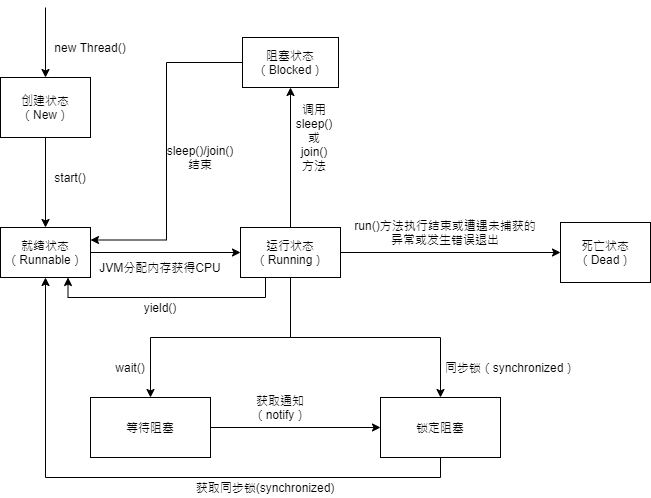 new Thread()
阻塞状态
（Blocked）
创建状态
（New）
调用
sleep()
或
join()
方法
sleep()/join()
结束
start()
就绪状态
（Runnable）
运行状态
（Running）
run()方法执行结束或遭遇未捕获的
异常或发生错误退出
死亡状态
（Dead）
JVM分配内存获得CPU
yield()
wait()
同步锁（synchronized）
获取通知
（notify）
等待阻塞
锁定阻塞
获取同步锁(synchronized)